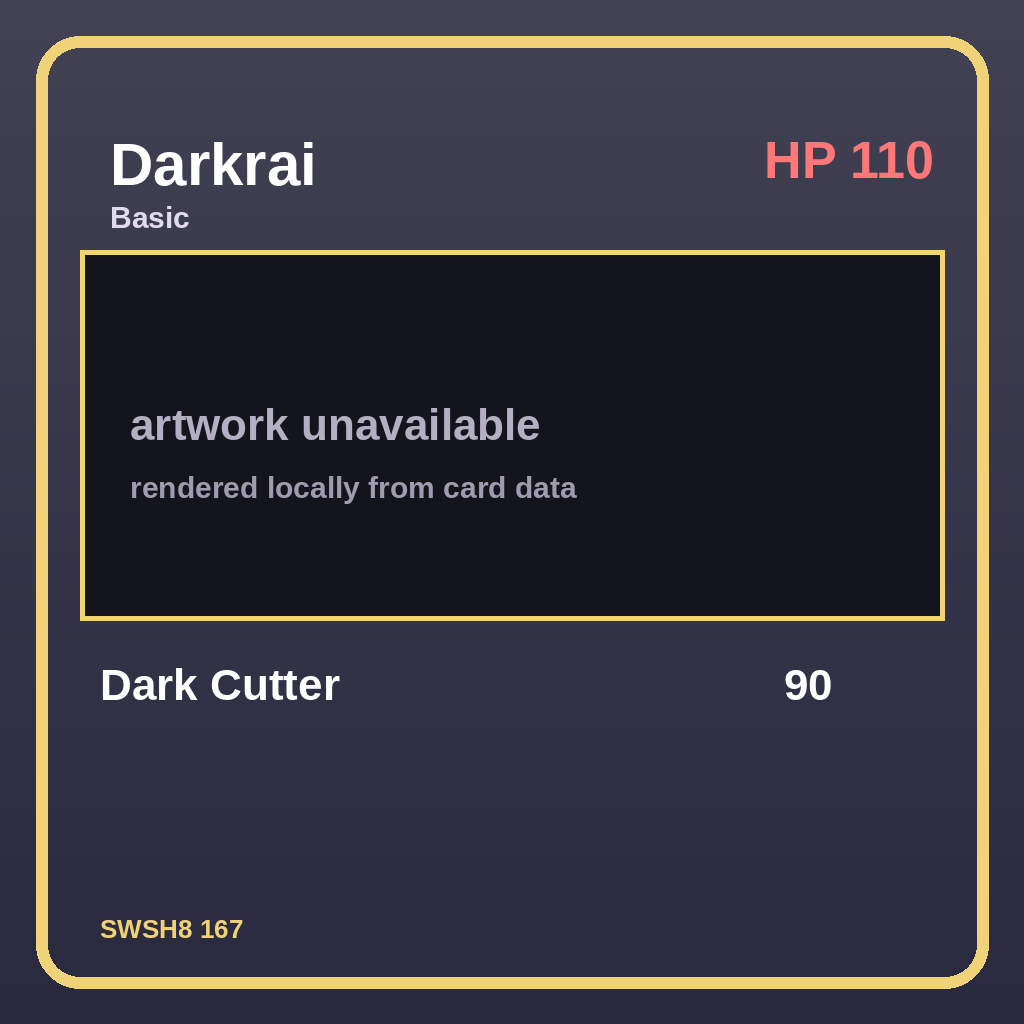 Darkrai
HP 110
Basic
artwork unavailable
rendered locally from card data
Dark Cutter 90
SWSH8 167